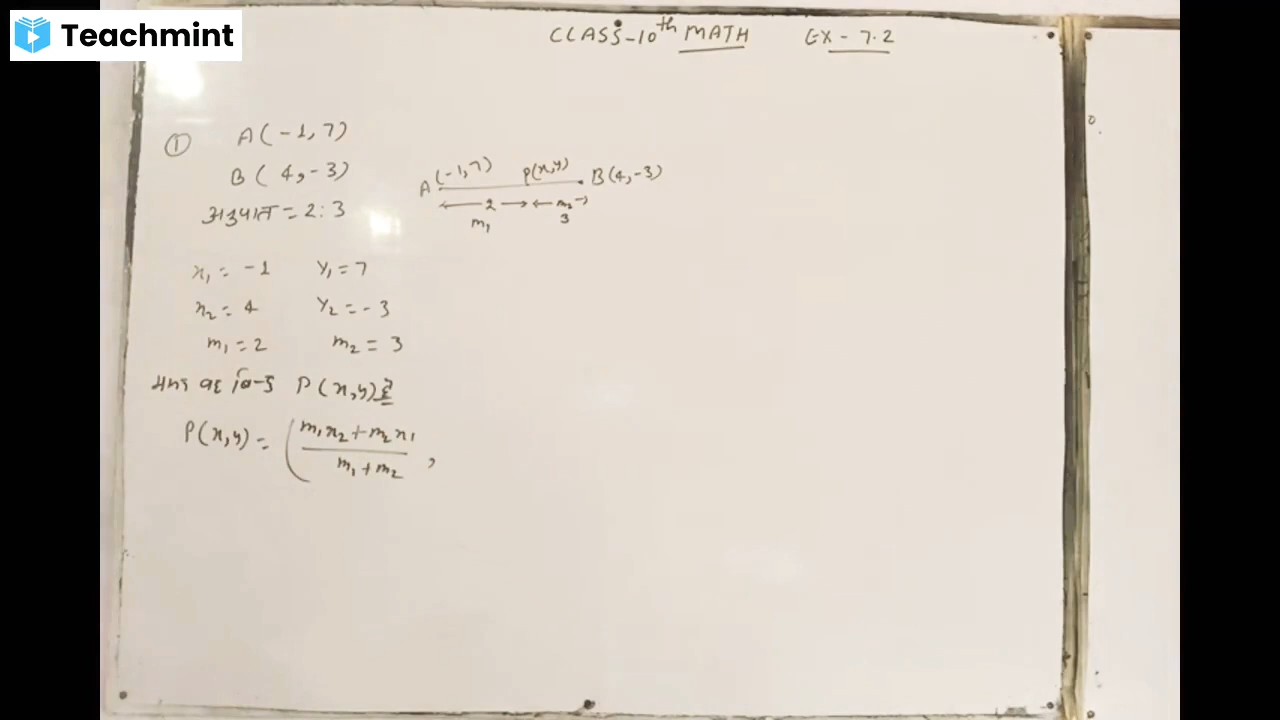 Teachmint
CLASS-10th MATH EX - 7.2
① A(-1,7)
B(4,-3)
अनुपात = 2:3
A (-1,7) P(x,y) B(4,-3)
2 m2
m1 3
x1 = -1 y1 = 7
x2 = 4 y2 = -3
m1 = 2 m2 = 3
माना वह बिन्दु P(x,y) है
P(x,y) = ( m1x2 + m2x1 / m1 + m2 ,